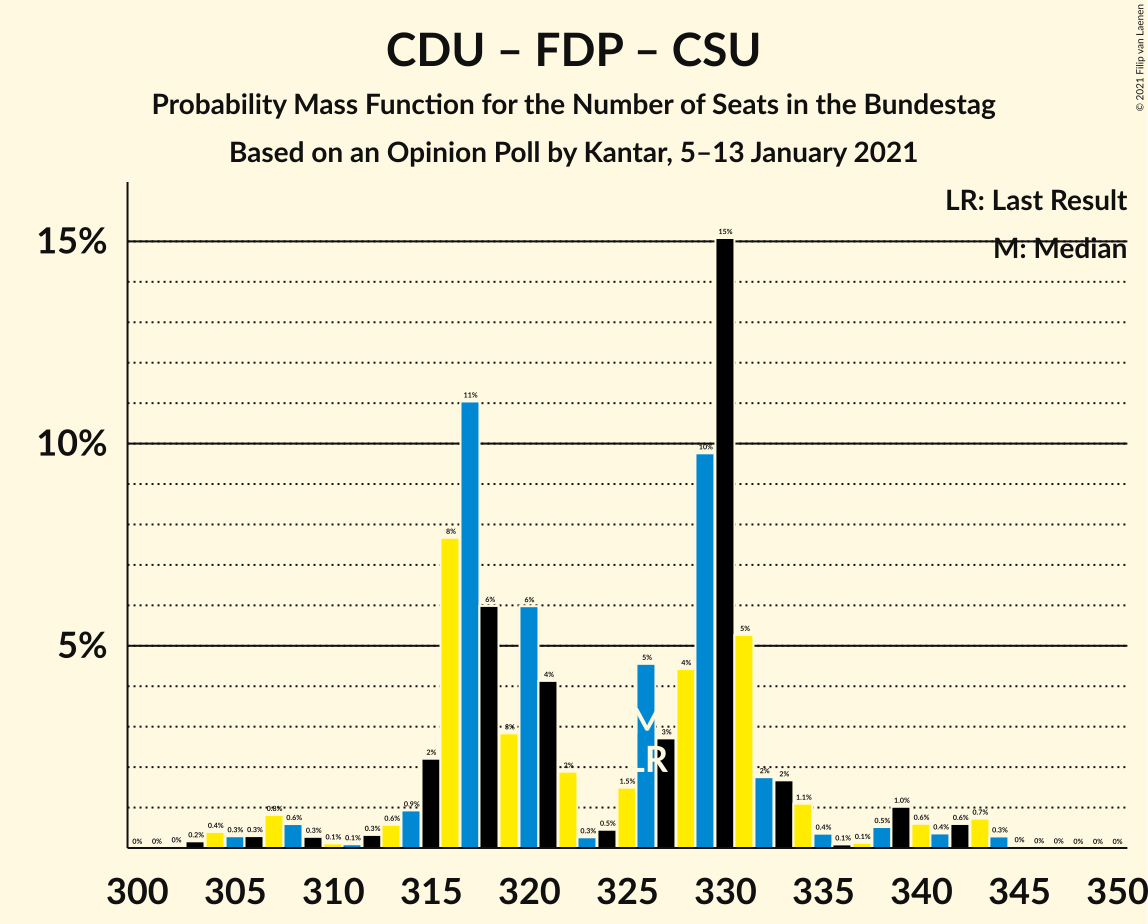 CDU – FDP – CSU
© 2021 Filip van Laenen
Probability Mass Function for the Number of Seats in the Bundestag
Based on an Opinion Poll by Kantar, 5–13 January 2021
LR: Last Result
M: Median
15%
10%
5%
0% 0% 0% 0.2% 0.4% 0.3% 0.3% 0.8% 0.6% 0.3% 0.1% 0.1% 0.3% 0.6% 0.9% 2% 8% 11% 6% 3% 6% 4% 2% 0.3% 0.5% 1.5% 5% 3% 4% 10% 15% 5% 2% 2% 1.1% 0.4% 0.1% 0.1% 0.5% 1.0% 0.6% 0.4% 0.6% 0.7% 0.3% 0% 0% 0% 0% 0% 0%
M
LR
300 305 310 315 320 325 330 335 340 345 350